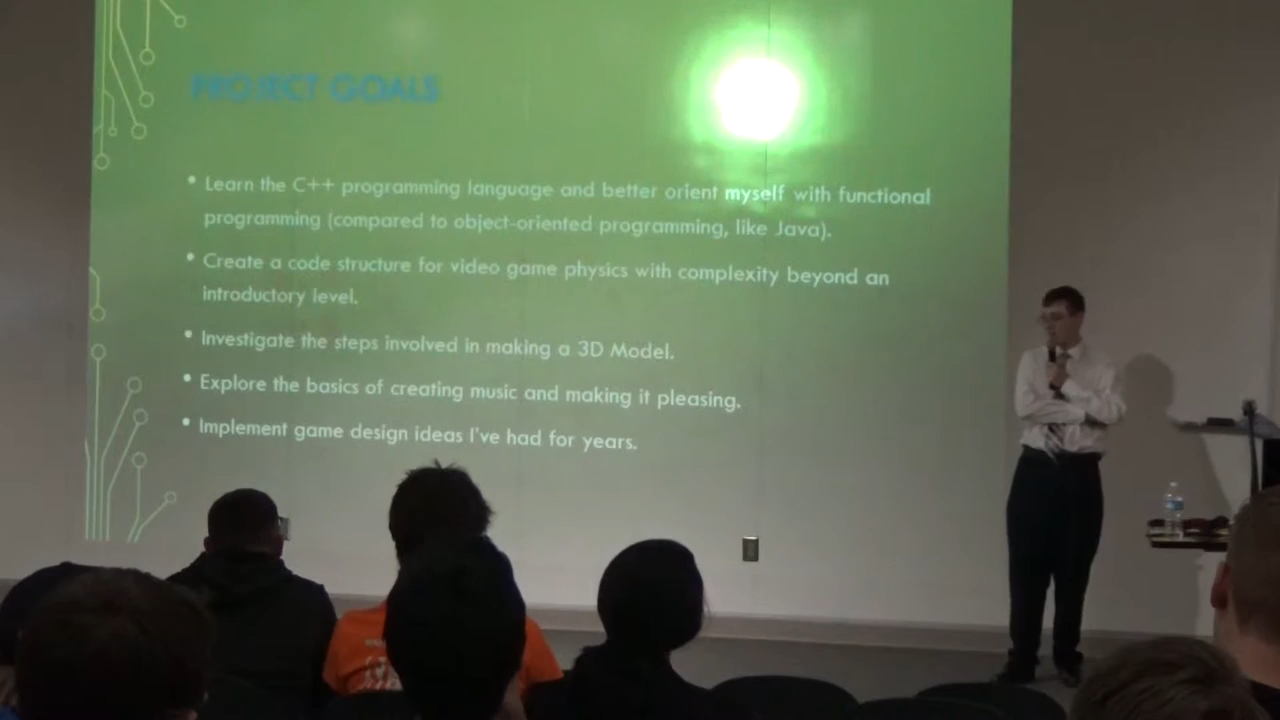 PROJECT GOALS
• Learn the C++ programming language and better orient myself with functional
programming (compared to object-oriented programming, like Java).
• Create a code structure for video game physics with complexity beyond an
introductory level.
• Investigate the steps involved in making a 3D Model.
• Explore the basics of creating music and making it pleasing.
• Implement game design ideas I've had for years.